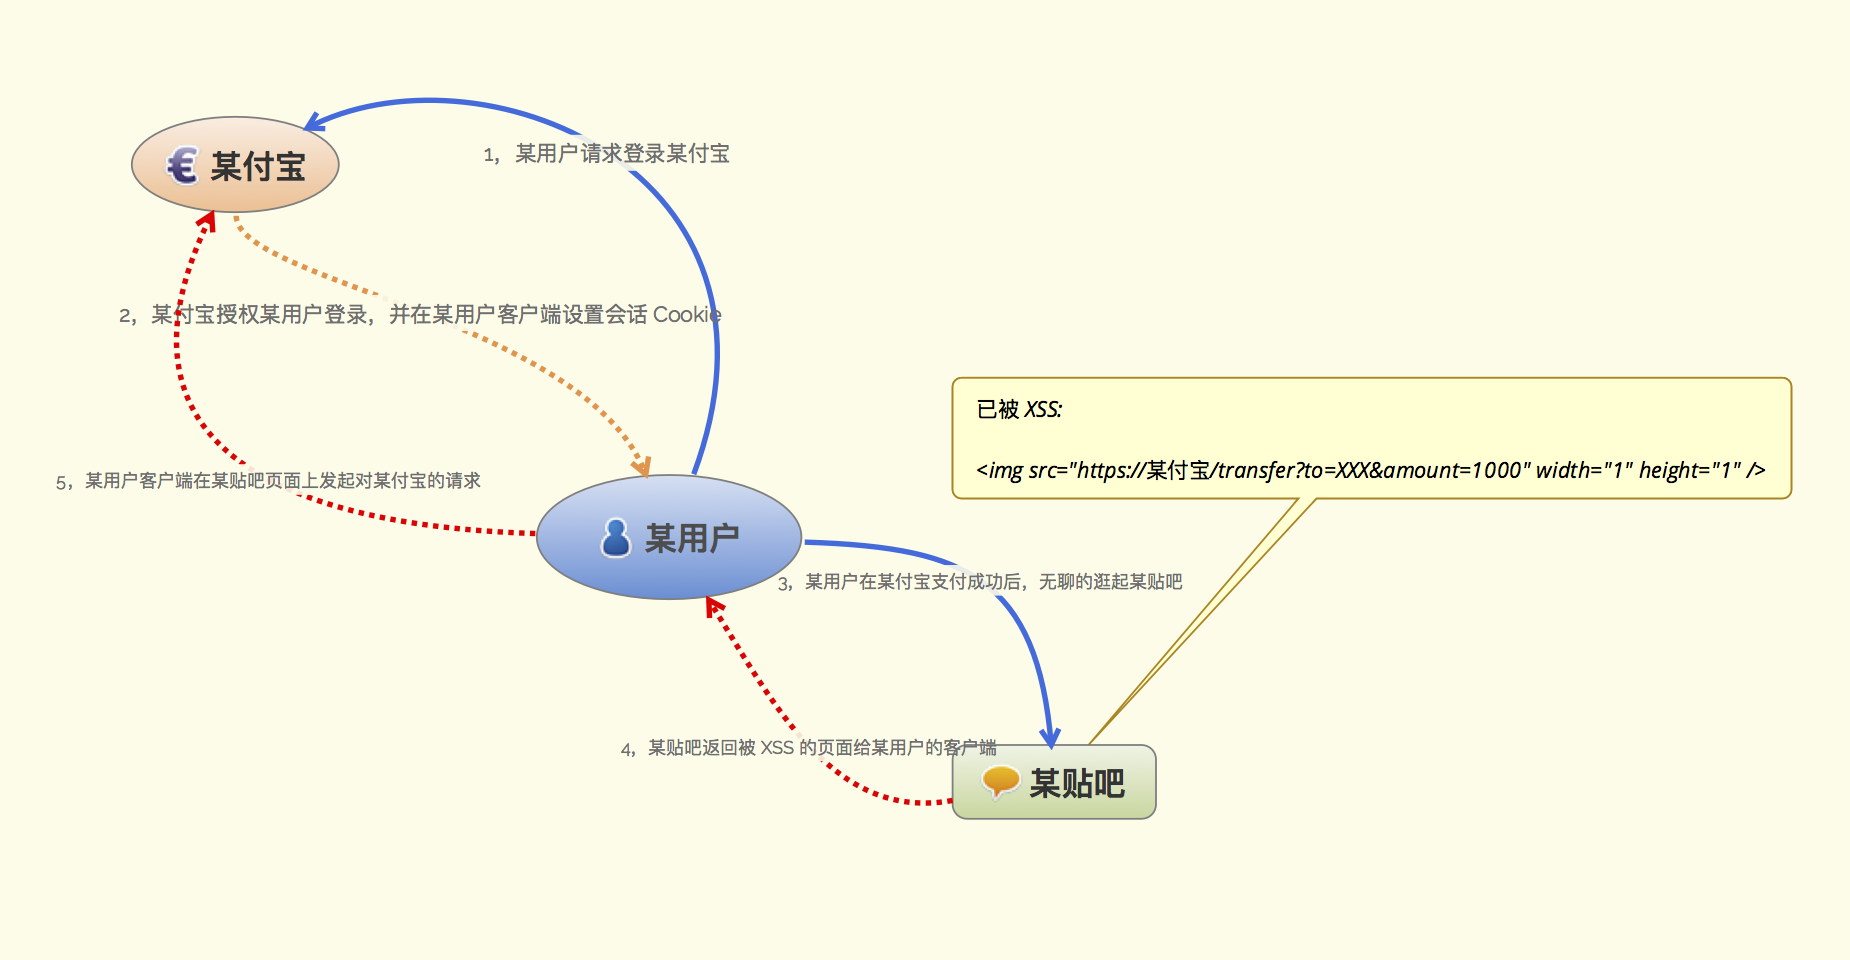 某付宝
1，某用户请求登录某付宝
2，某付宝授权某用户登录，并在某用户客户端设置会话 Cookie
已被 XSS:
<img src="https://某付宝/transfer?to=XXX&amount=1000" width="1" height="1" />
5，某用户客户端在某贴吧页面上发起对某付宝的请求
某用户
3，某用户在某付宝支付成功后，无聊的逛起某贴吧
4，某贴吧返回被 XSS 的页面给某用户的客户端
某贴吧